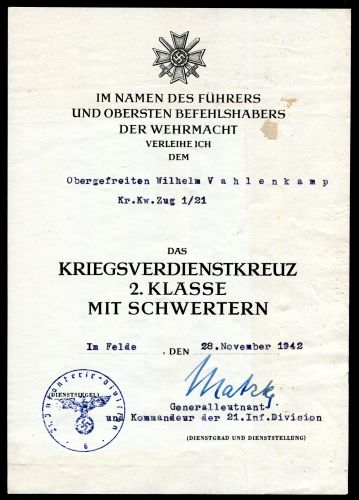 IM NAMEN DES FÜHRERS
UND OBERSTEN BEFEHLSHABERS
DER WEHRMACHT
VERLEIHE ICH
DEM
Obergefreiten Wilhelm V a h l e n k a m p
Kr.Kw.Zug 1/21
DAS
KRIEGSVERDIENSTKREUZ
2. KLASSE
MIT SCHWERTERN
Im Felde , DEN 28.November 1942
(DIENSTSIEGEL)
Generalleutnant
und Kommandeur der 21.Inf.Division
(DIENSTGRAD UND DIENSTSTELLUNG)